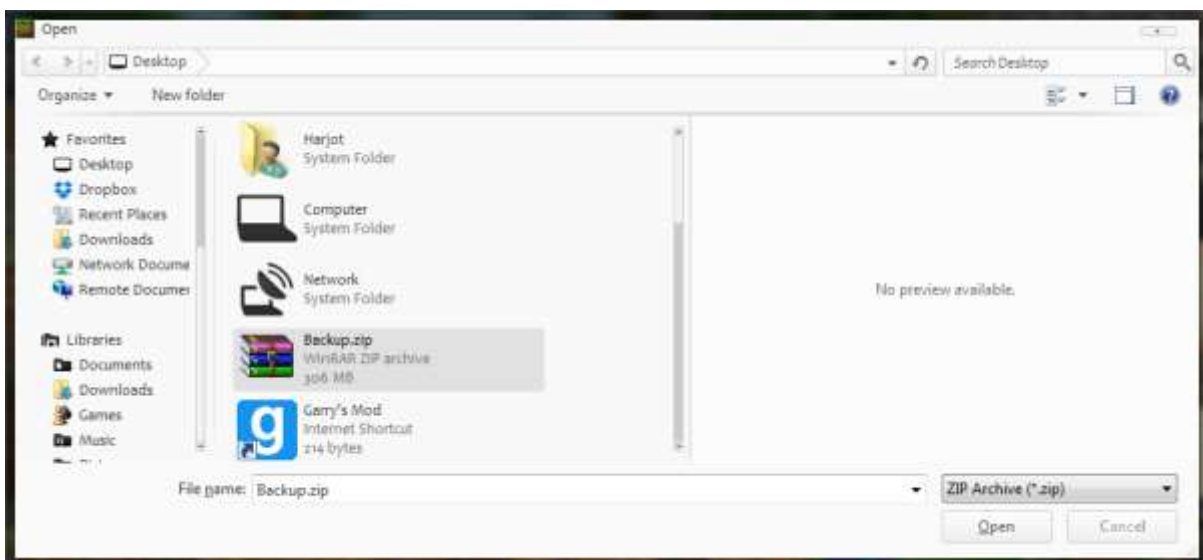 Open
Desktop
Search Desktop
Organize
New folder
Favorites
Desktop
Dropbox
Recent Places
Downloads
Network Docume
Remote Documer
Libraries
Documents
Downloads
Games
Music
Harjot
System Folder
Computer
System Folder
Network
System Folder
Backup.zip
WinRAR ZIP archive
306 MB
g
Garry's Mod
Internet Shortcut
214 bytes
No preview available.
File name: Backup.zip
ZIP Archive (*.zip)
Open
Cancel